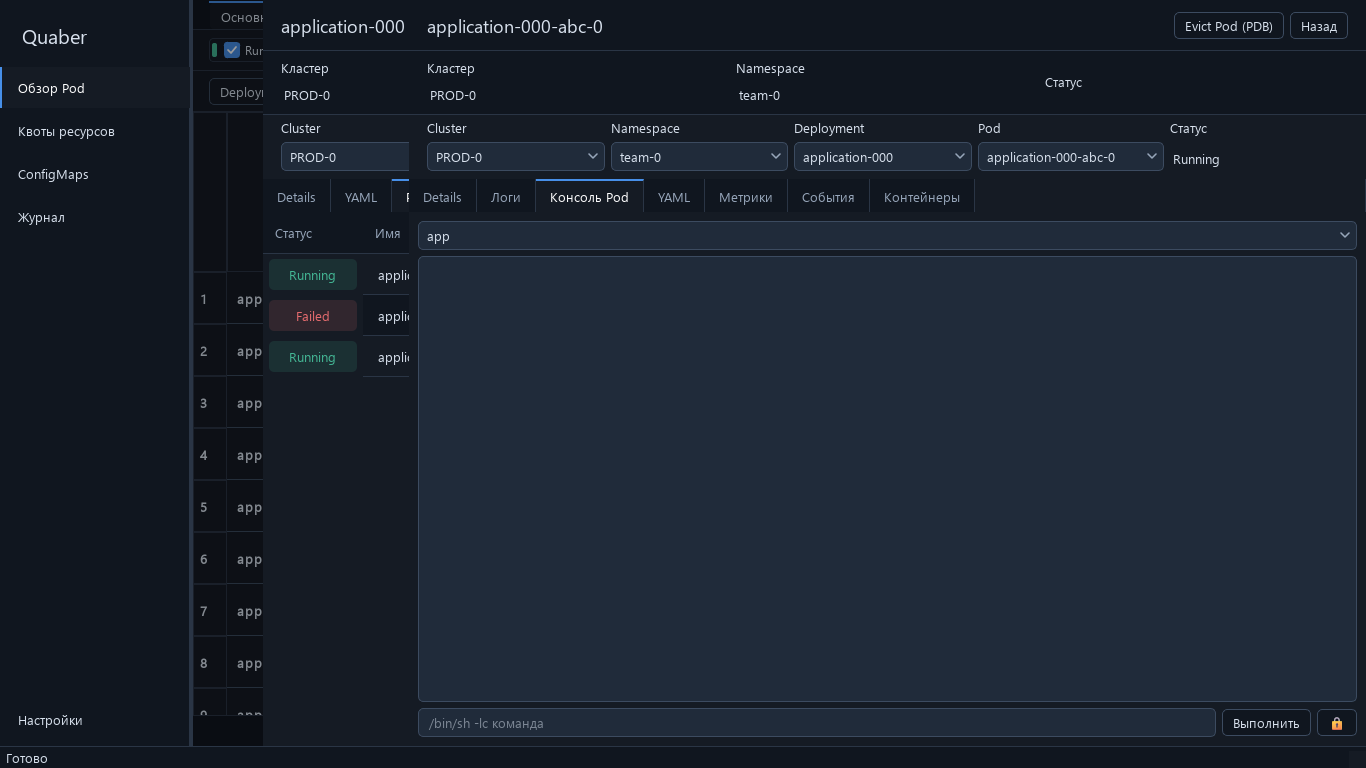 Quaber
Обзор Pod
Квоты ресурсов
ConfigMaps
Журнал
Настройки
Готово
Основн
Run
Deploym
1 app
2 app
3 app
4 app
5 app
6 app
7 app
8 app
9
application-000
Кластер
PROD-0
Cluster
PROD-0
Details YAML
Статус Имя
Running applic
Failed applic
Running applic
application-000-abc-0 Evict Pod (PDB) Назад
Кластер Namespace Статус
PROD-0 team-0
Cluster Namespace Deployment Pod Статус
PROD-0 team-0 application-000 application-000-abc-0 Running
Details Логи Консоль Pod YAML Метрики События Контейнеры
app
/bin/sh -lc команда Выполнить